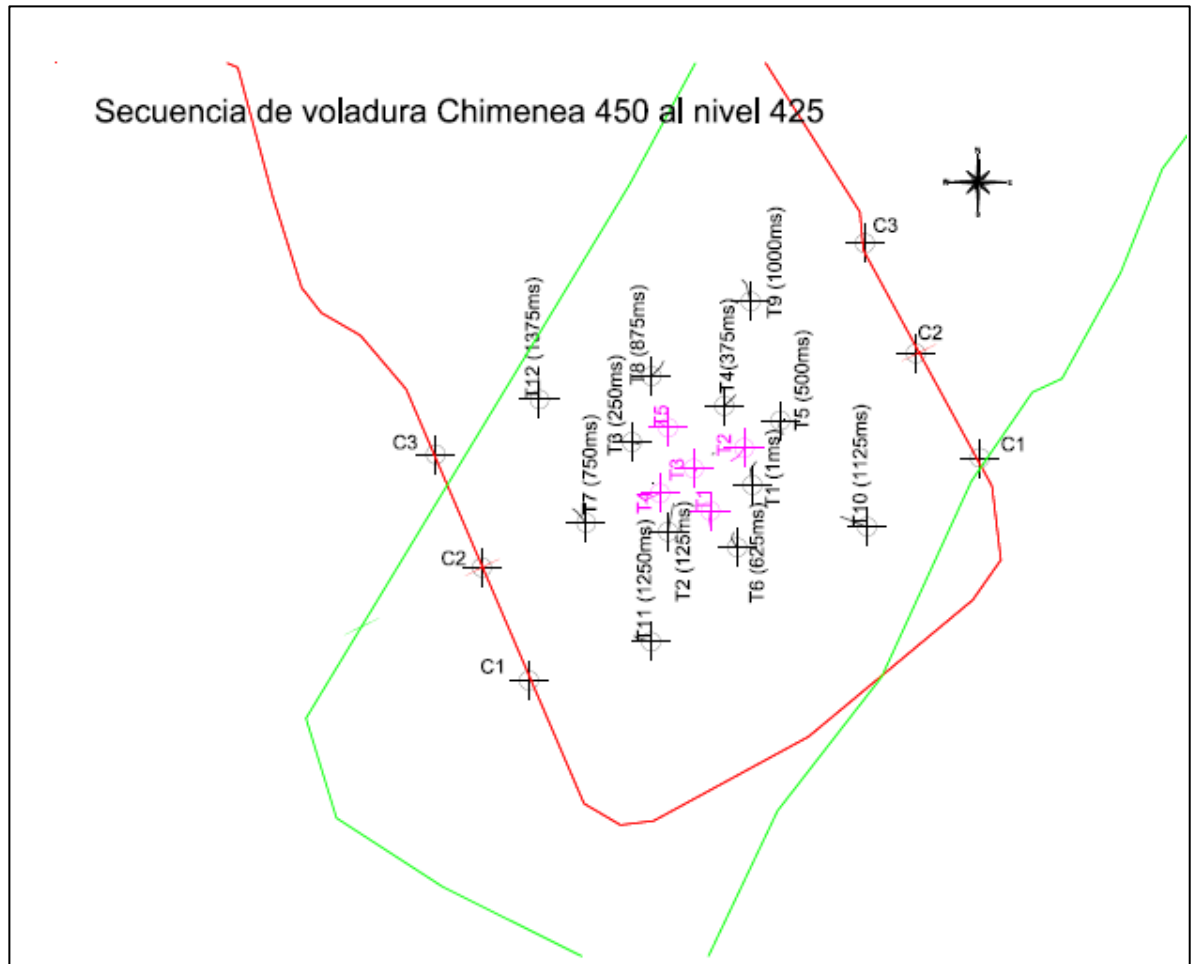 Secuencia de voladura Chimenea 450 al nivel 425
C3
T9 (1000ms)
C2
T12 (1375ms)
T8 (875ms)
T4(375ms)
T3 (250ms)
T5
T5 (500ms)
T2
C3
C1
T7 (750ms)
T3
T1 (1ms)
T4
T1
T10 (1125ms)
C2
T11 (1250ms)
T2 (125ms)
T6 (625ms)
C1